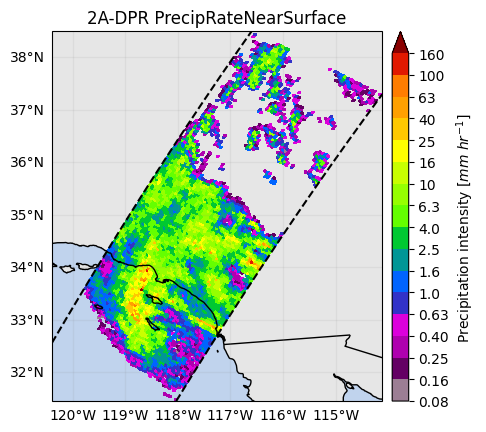 2A-DPR PrecipRateNearSurface
38°N
37°N
36°N
35°N
34°N
33°N
32°N
120°W 119°W 118°W 117°W 116°W 115°W
160
100
63
40
25
16
10
6.3
4.0
2.5
1.6
1.0
0.63
0.40
0.25
0.16
0.08
Precipitation intensity [mm hr⁻¹]